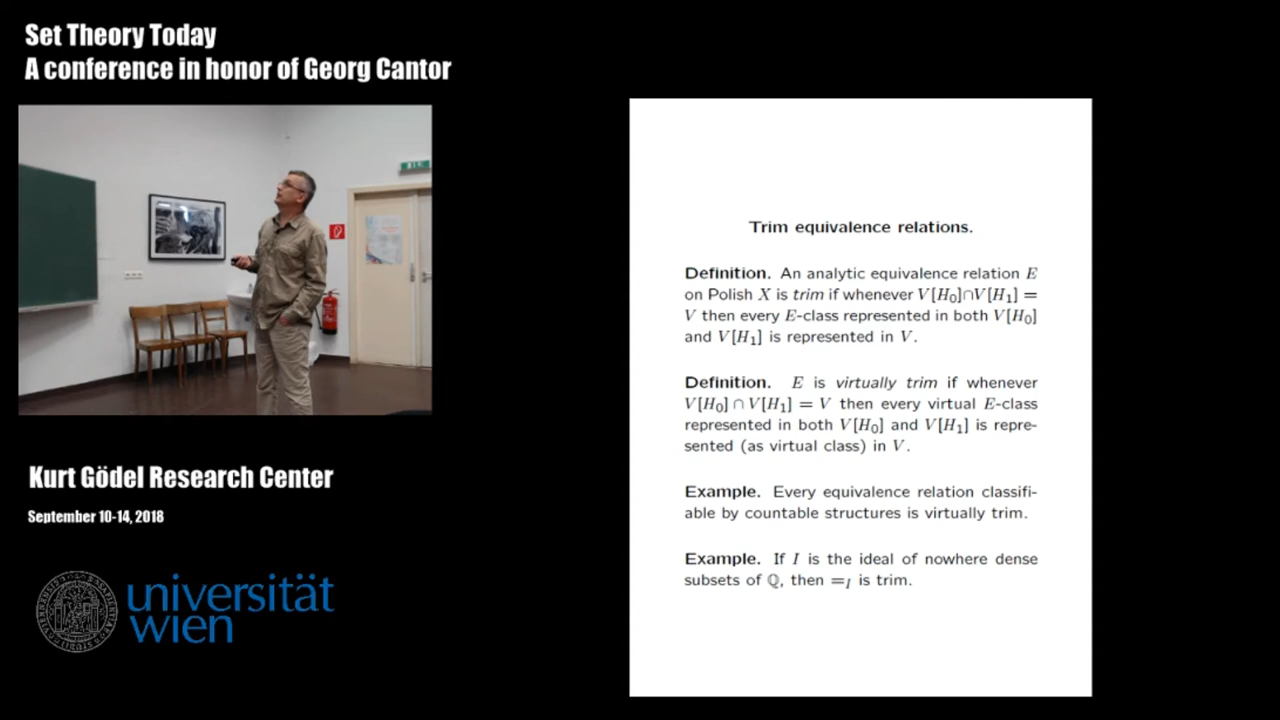 Set Theory Today
A conference in honor of Georg Cantor
Kurt Gödel Research Center
September 10-14, 2018
universität
wien
Trim equivalence relations.
Definition. An analytic equivalence relation E
on Polish X is trim if whenever V[H₀]∩V[H₁] =
V then every E-class represented in both V[H₀]
and V[H₁] is represented in V.
Definition. E is virtually trim if whenever
V[H₀] ∩ V[H₁] = V then every virtual E-class
represented in both V[H₀] and V[H₁] is repre-
sented (as virtual class) in V.
Example. Every equivalence relation classifi-
able by countable structures is virtually trim.
Example. If I is the ideal of nowhere dense
subsets of ℚ, then =_I is trim.